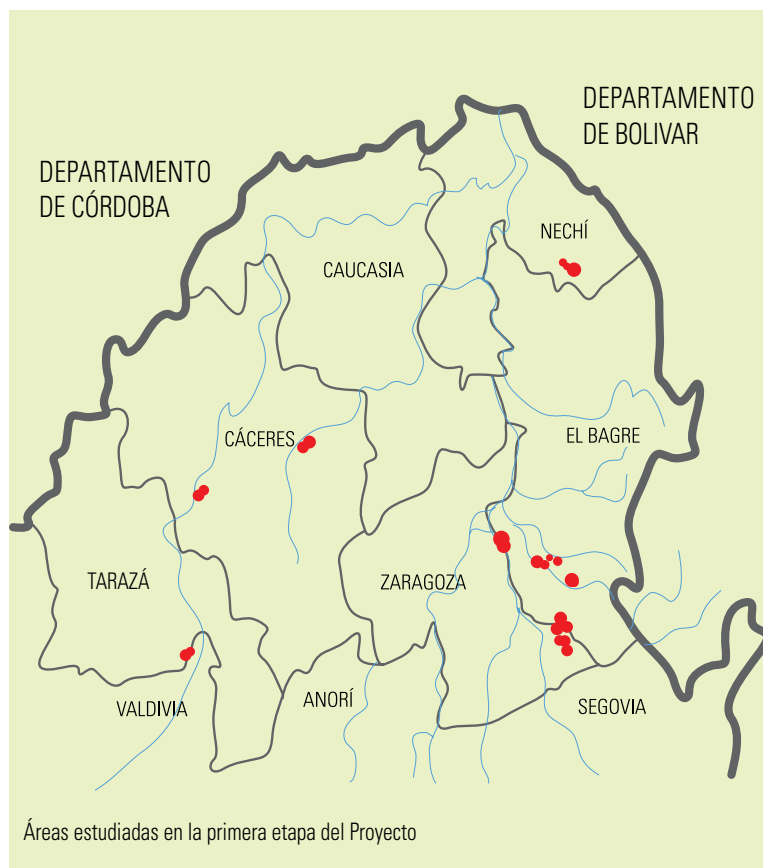 DEPARTAMENTO
DE BOLIVAR
DEPARTAMENTO
DE CÓRDOBA
NECHÍ
CAUCASIA
CÁCERES
EL BAGRE
TARAZÁ
ZARAGOZA
VALDIVIA
ANORÍ
SEGOVIA
Áreas estudiadas en la primera etapa del Proyecto